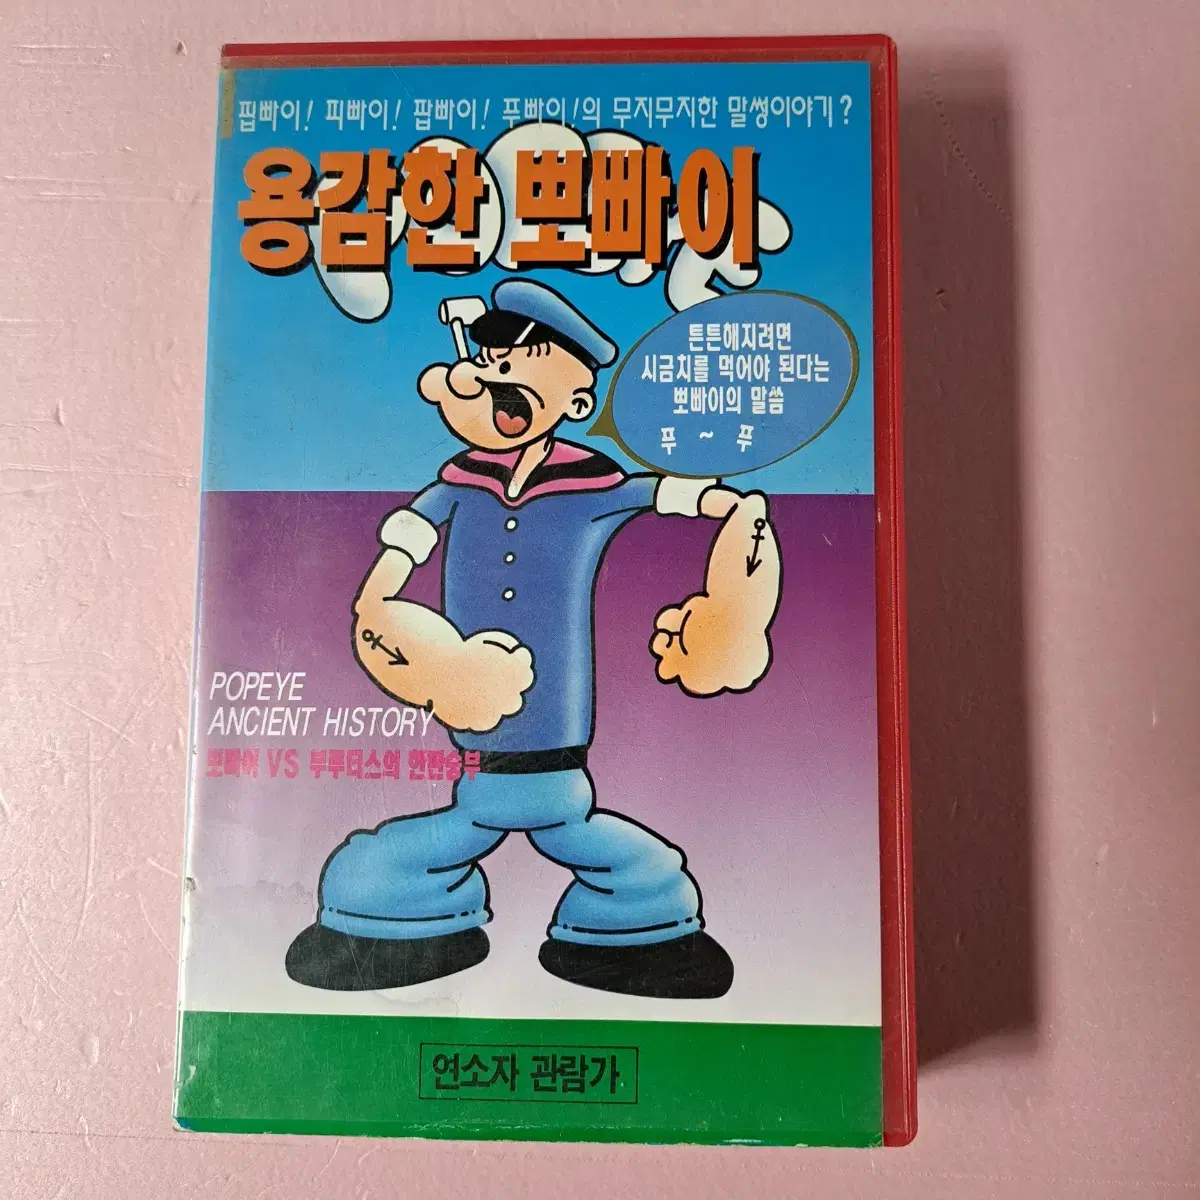 핍빠이! 피빠이! 팝빠이! 푸빠이!의 무지무지한 말썽이야기?
용감한 뽀빠이
튼튼해지려면
시금치를 먹어야 된다는
뽀빠이의 말씀
푸 ~ 푸
POPEYE
ANCIENT HISTORY
뽀빠이 VS 부루터스의 한판승부
연소자 관람가